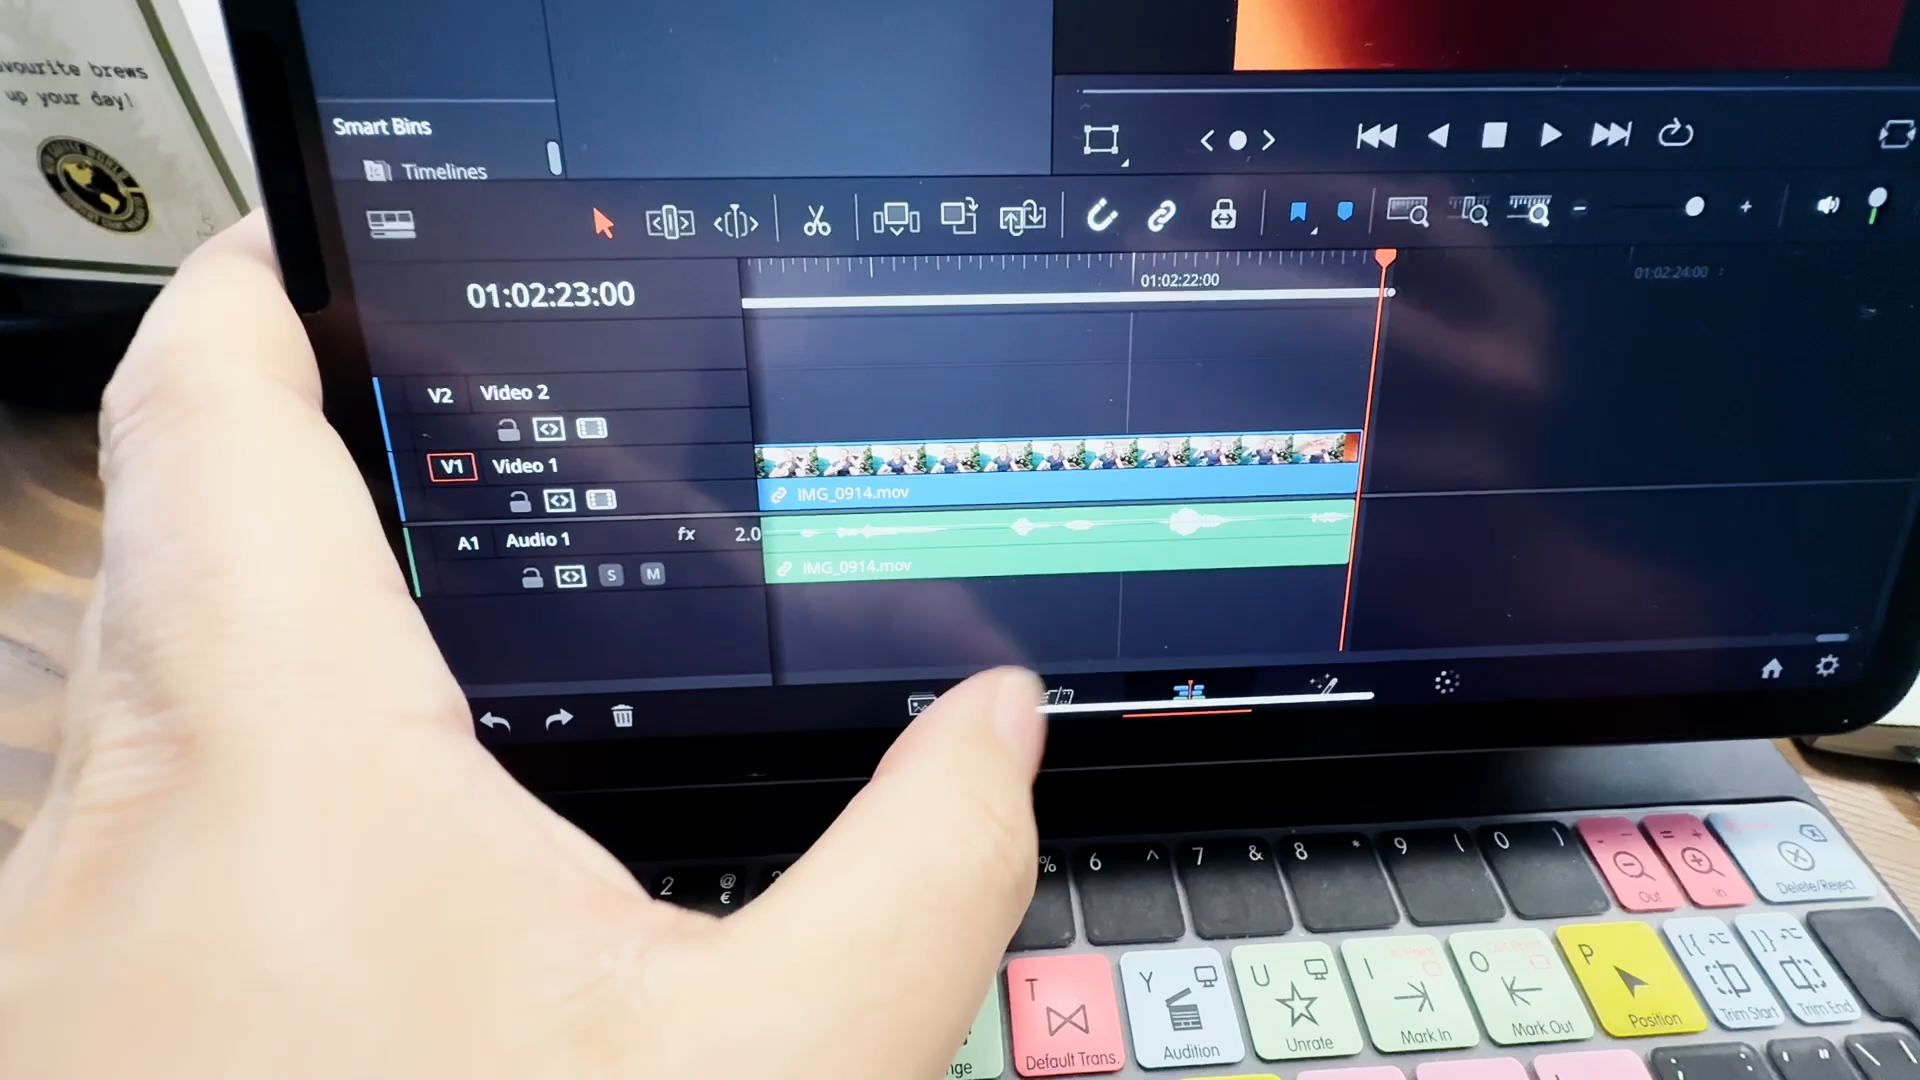 avourite brews
up your day!
Smart Bins
Timelines
01:02:23:00
01:02:22:00
01:02:24:00
V2 Video 2
V1 Video 1
IMG_0914.mov
A1 Audio 1 fx 2.0
S M
IMG_0914.mov
2 @ €
%
6 ^
7 &
8 *
9 (
0 )
- Out
= + In
Delete/Reject
T Default Trans.
Y Audition
U Unrate
I Mark In
O Mark Out
P Position
[ { Trim Start
] } Trim End
nge